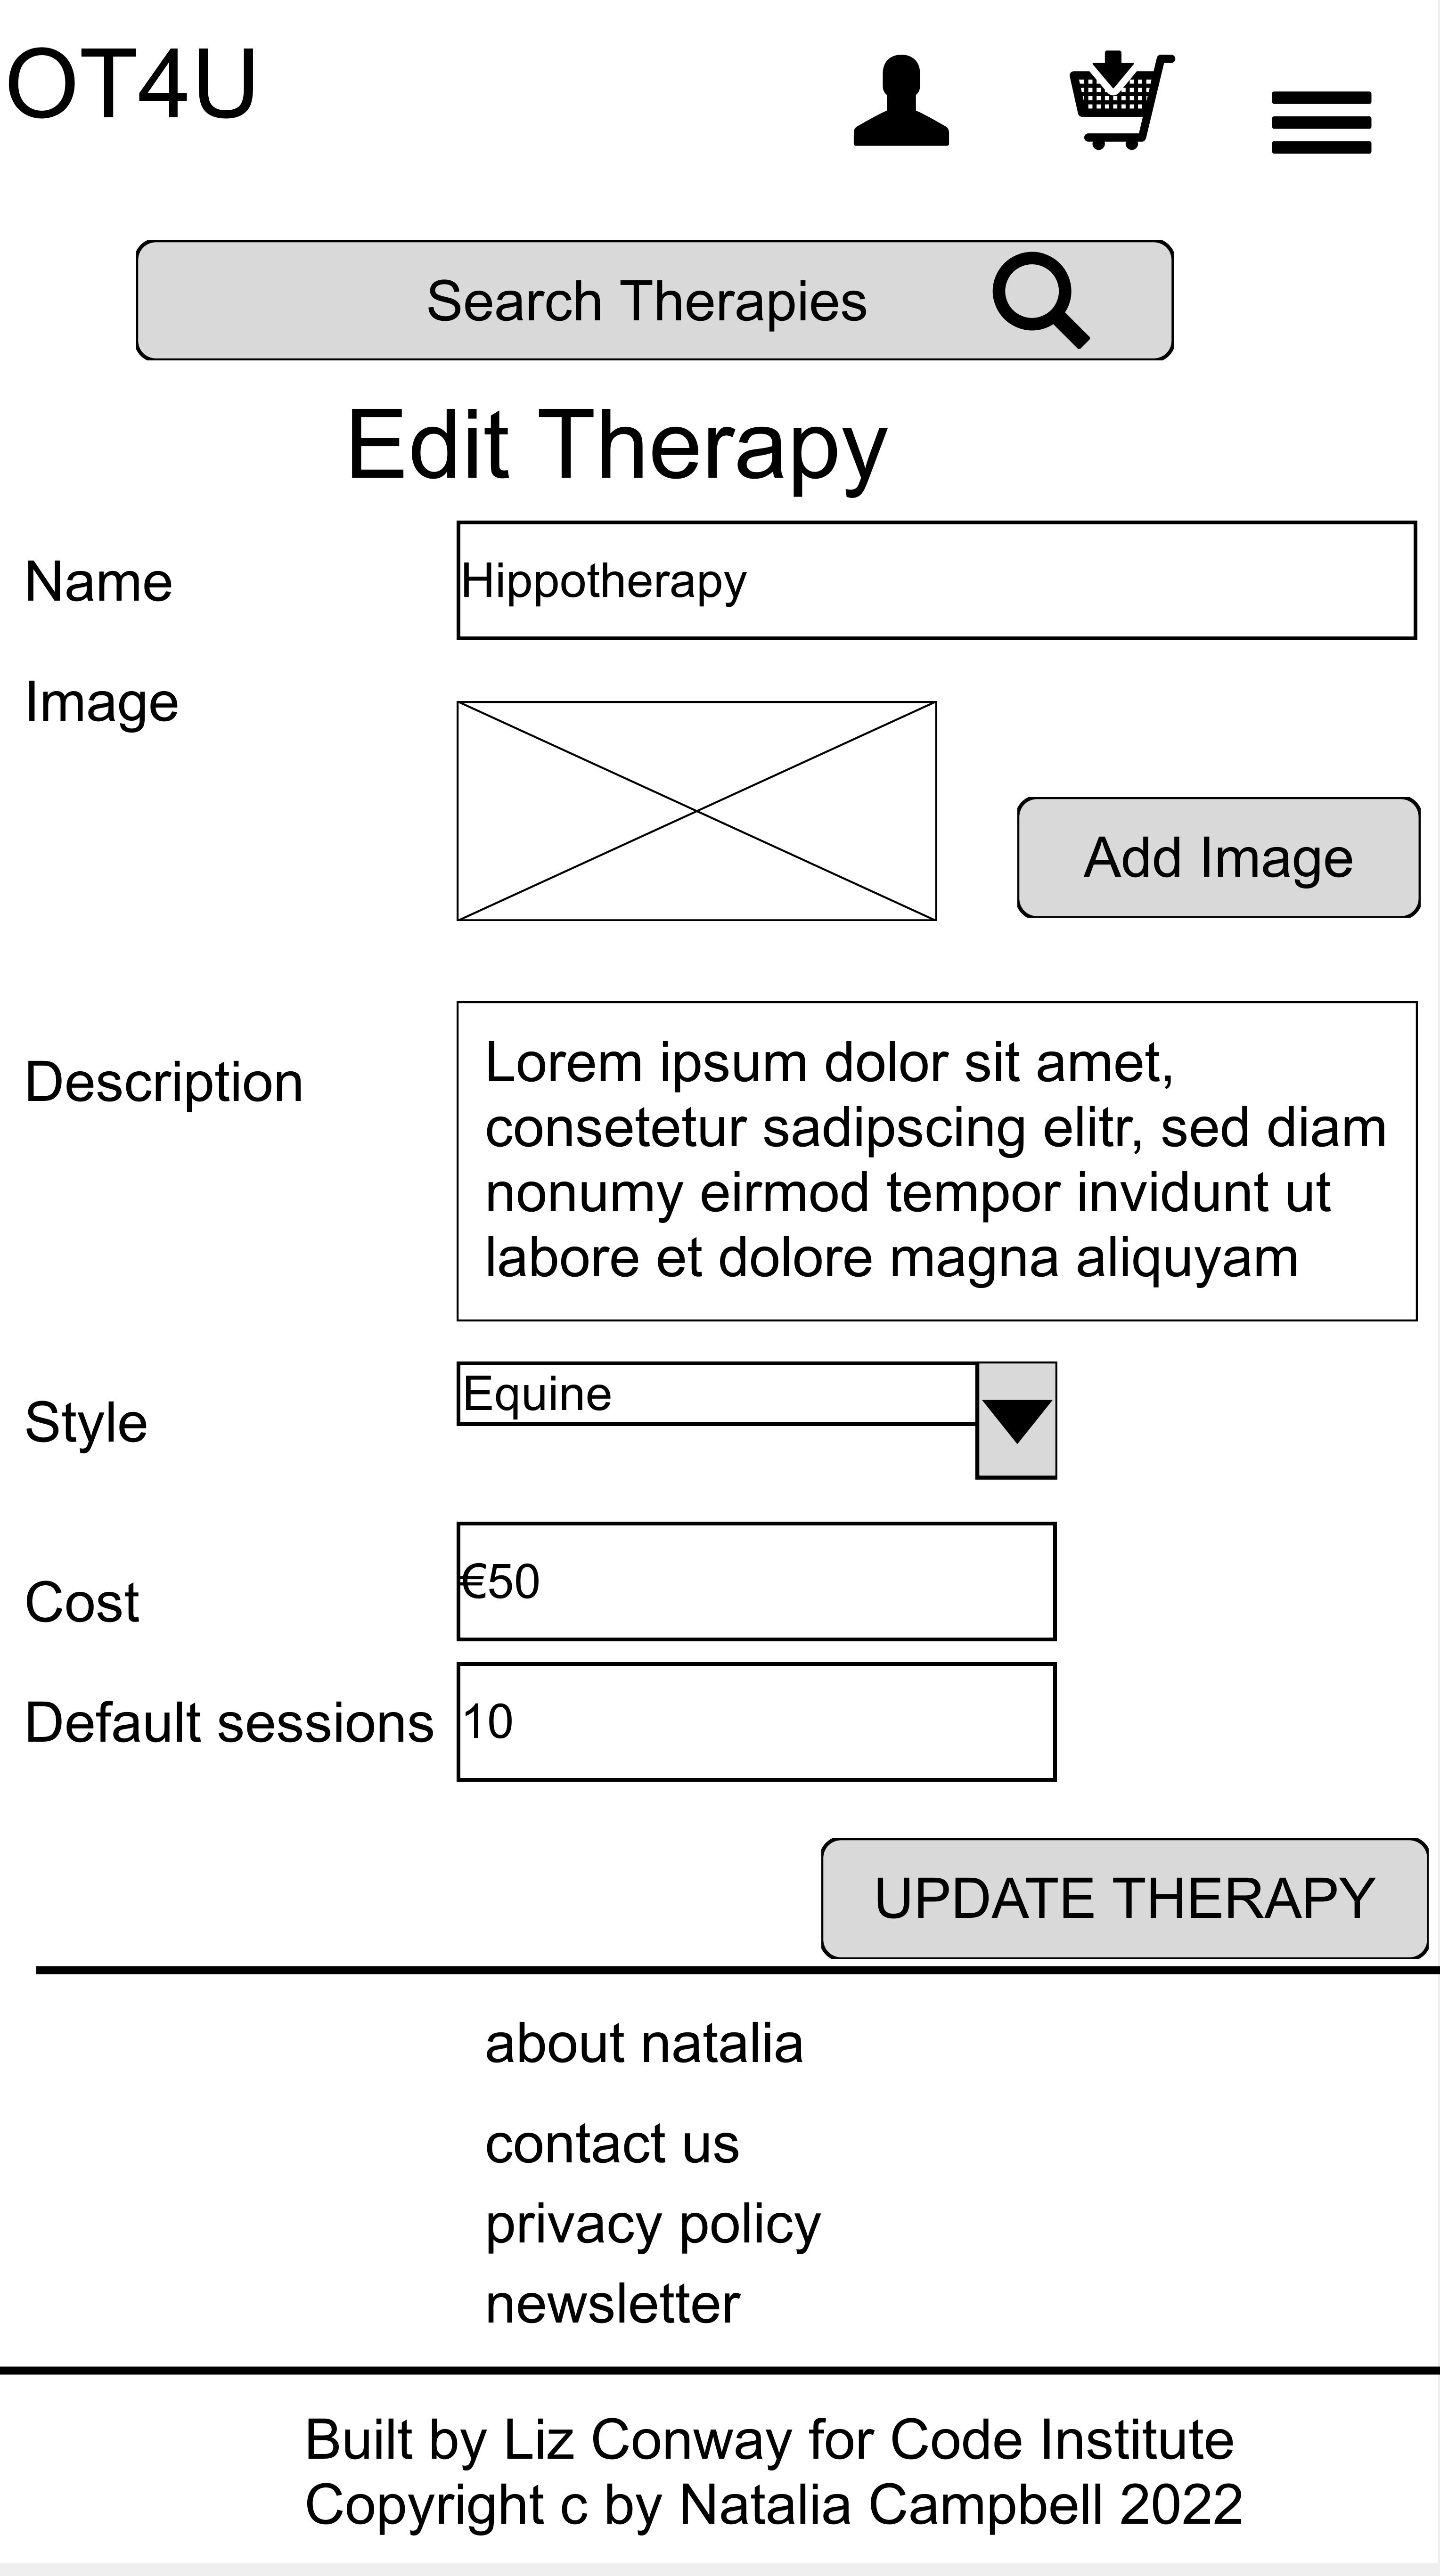 OT4U
Search Therapies
Edit Therapy
Name
Hippotherapy
Image
Add Image
Description
Lorem ipsum dolor sit amet,
consetetur sadipscing elitr, sed diam
nonumy eirmod tempor invidunt ut
labore et dolore magna aliquyam
Style
Equine
Cost
€50
Default sessions
10
UPDATE THERAPY
about natalia
contact us
privacy policy
newsletter
Built by Liz Conway for Code Institute
Copyright c by Natalia Campbell 2022